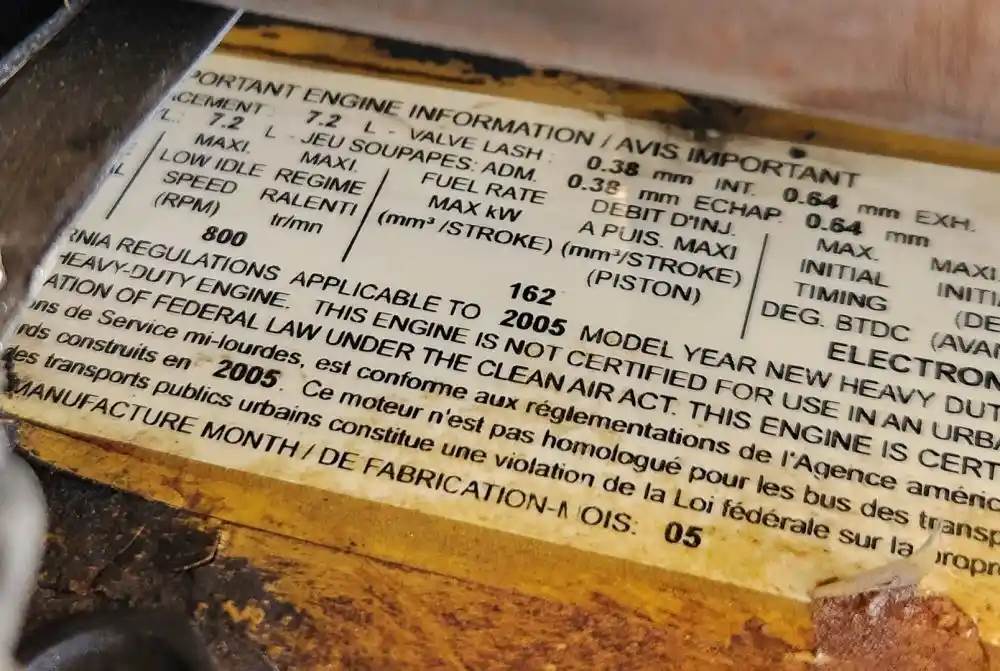 PORTANT ENGINE INFORMATION / AVIS IMPORTANT
ACEMENT: 7.2 L - VALVE LASH: 0.38 mm INT. 0.64 mm EXH.
L: 7.2 L - JEU SOUPAPES: ADM. 0.38 mm ECHAP. 0.64 mm
MAXI. MAXI. FUEL RATE DEBIT D'INJ. MAX. MAXI
LOW IDLE REGIME MAX kW A PUIS. MAXI INITIAL INITI
SPEED RALENTI (mm³ /STROKE) (mm³/STROKE) TIMING (DE
(RPM) tr/mn (PISTON) DEG. BTDC (AVA
800 162 ELECTRON
RNIA REGULATIONS APPLICABLE TO 2005 MODEL YEAR NEW HEAVY DUT
HEAVY-DUTY ENGINE. THIS ENGINE IS NOT CERTIFIED FOR USE IN AN URBA
ATION OF FEDERAL LAW UNDER THE CLEAN AIR ACT. THIS ENGINE IS CERT
ons de Service mi-lourdes, est conforme aux réglementations de l'Agence améric
rds construits en 2005. Ce moteur n'est pas homologué pour les bus des transp
des transports publics urbains constitue une violation de la Loi fédérale sur la propr
MANUFACTURE MONTH / DE FABRICATION-MOIS: 05